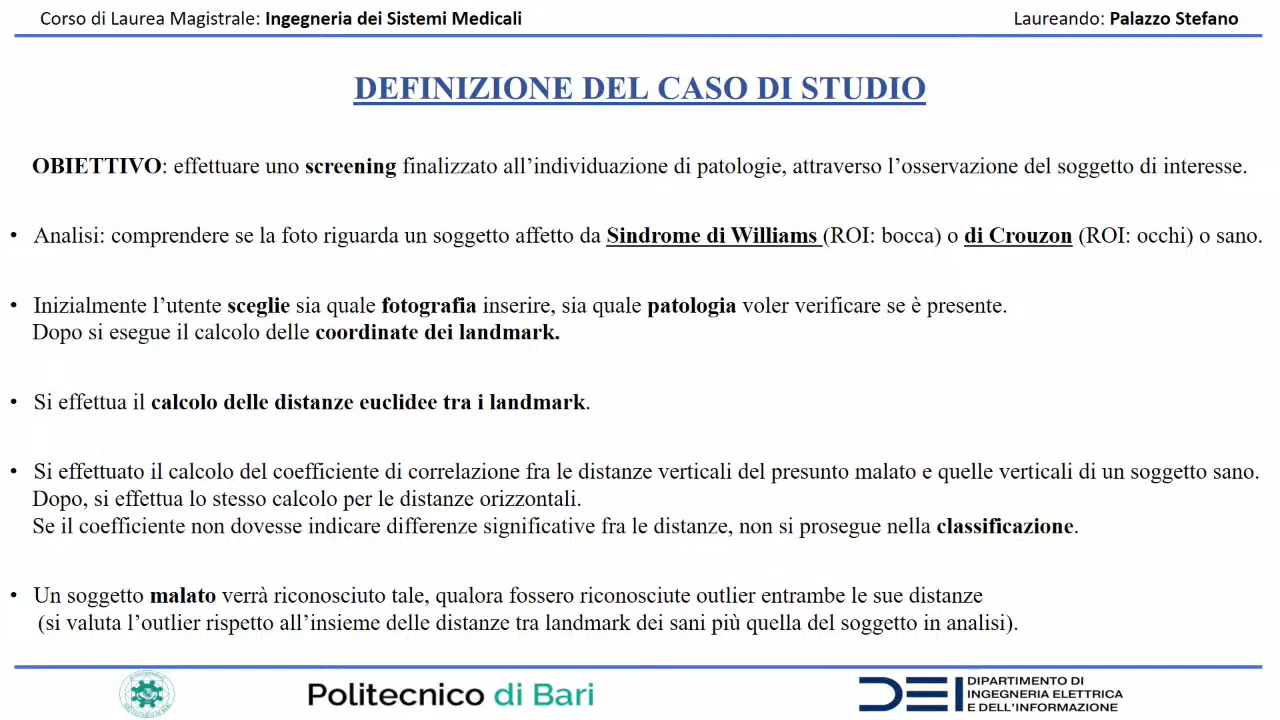 Corso di Laurea Magistrale: Ingegneria dei Sistemi Medicali
Laureando: Palazzo Stefano
DEFINIZIONE DEL CASO DI STUDIO
OBIETTIVO: effettuare uno screening finalizzato all’individuazione di patologie, attraverso l’osservazione del soggetto di interesse.
• Analisi: comprendere se la foto riguarda un soggetto affetto da Sindrome di Williams (ROI: bocca) o di Crouzon (ROI: occhi) o sano.
• Inizialmente l’utente sceglie sia quale fotografia inserire, sia quale patologia voler verificare se è presente.
Dopo si esegue il calcolo delle coordinate dei landmark.
• Si effettua il calcolo delle distanze euclidee tra i landmark.
• Si effettuato il calcolo del coefficiente di correlazione fra le distanze verticali del presunto malato e quelle verticali di un soggetto sano.
Dopo, si effettua lo stesso calcolo per le distanze orizzontali.
Se il coefficiente non dovesse indicare differenze significative fra le distanze, non si prosegue nella classificazione.
• Un soggetto malato verrà riconosciuto tale, qualora fossero riconosciute outlier entrambe le sue distanze
(si valuta l’outlier rispetto all’insieme delle distanze tra landmark dei sani più quella del soggetto in analisi).
Politecnico di Bari
DEI
DIPARTIMENTO DI
INGEGNERIA ELETTRICA
E DELL’INFORMAZIONE